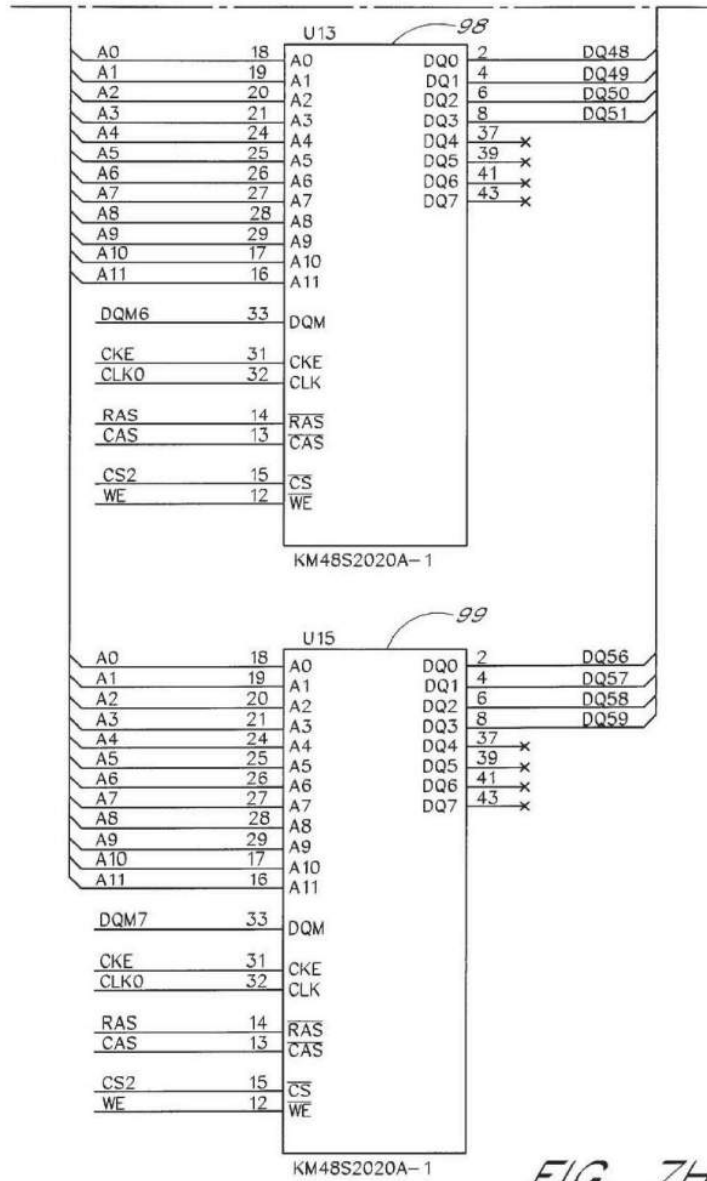 U13 98
A0 18 A0 DQ0 2 DQ48
A1 19 A1 DQ1 4 DQ49
A2 20 A2 DQ2 6 DQ50
A3 21 A3 DQ3 8 DQ51
A4 24 A4 DQ4 37
A5 25 A5 DQ5 39
A6 26 A6 DQ6 41
A7 27 A7 DQ7 43
A8 28 A8
A9 29 A9
A10 17 A10
A11 16 A11
DQM6 33 DQM
CKE 31 CKE
CLK0 32 CLK
RAS 14 RAS
CAS 13 CAS
CS2 15 CS
WE 12 WE
KM48S2020A-1
U15 99
A0 18 A0 DQ0 2 DQ56
A1 19 A1 DQ1 4 DQ57
A2 20 A2 DQ2 6 DQ58
A3 21 A3 DQ3 8 DQ59
A4 24 A4 DQ4 37
A5 25 A5 DQ5 39
A6 26 A6 DQ6 41
A7 27 A7 DQ7 43
A8 28 A8
A9 29 A9
A10 17 A10
A11 16 A11
DQM7 33 DQM
CKE 31 CKE
CLK0 32 CLK
RAS 14 RAS
CAS 13 CAS
CS2 15 CS
WE 12 WE
KM48S2020A-1
FIG. 7H